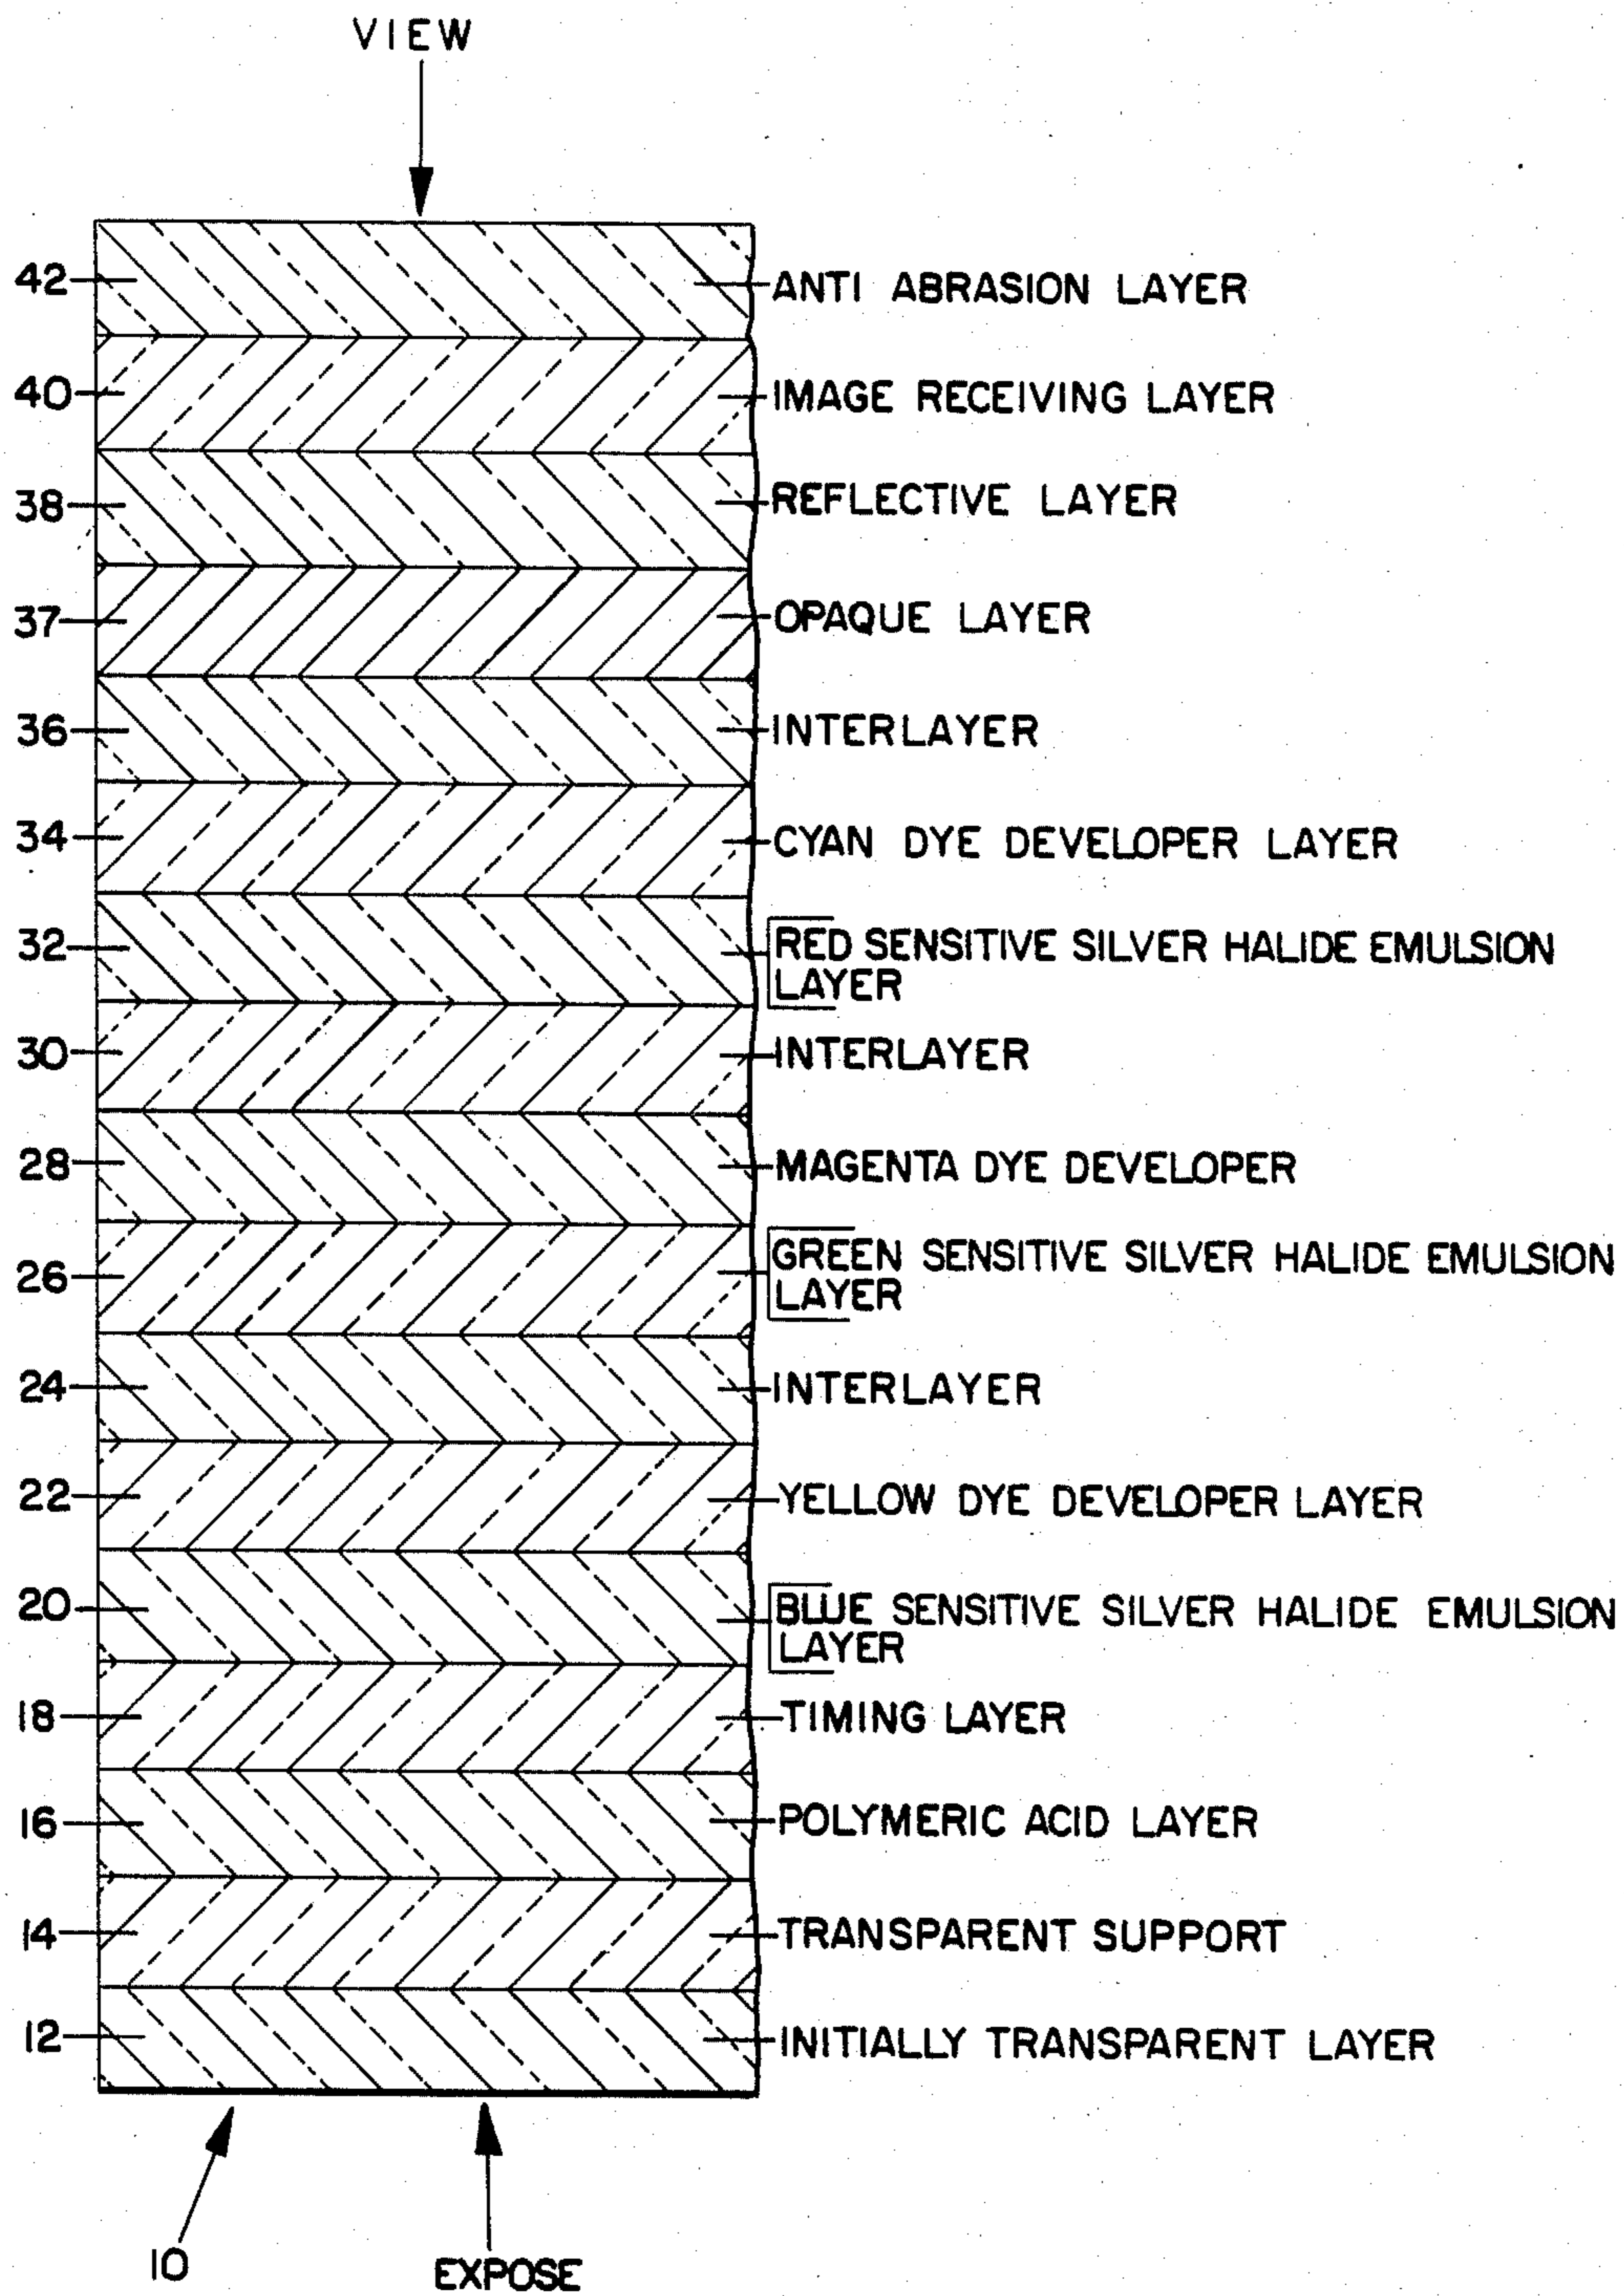 VIEW
42 ANTI ABRASION LAYER
40 IMAGE RECEIVING LAYER
38 REFLECTIVE LAYER
37 OPAQUE LAYER
36 INTERLAYER
34 CYAN DYE DEVELOPER LAYER
32 RED SENSITIVE SILVER HALIDE EMULSION
LAYER
30 INTERLAYER
28 MAGENTA DYE DEVELOPER
26 GREEN SENSITIVE SILVER HALIDE EMULSION
LAYER
24 INTERLAYER
22 YELLOW DYE DEVELOPER LAYER
20 BLUE SENSITIVE SILVER HALIDE EMULSION
LAYER
18 TIMING LAYER
16 POLYMERIC ACID LAYER
14 TRANSPARENT SUPPORT
12 INITIALLY TRANSPARENT LAYER
10
EXPOSE